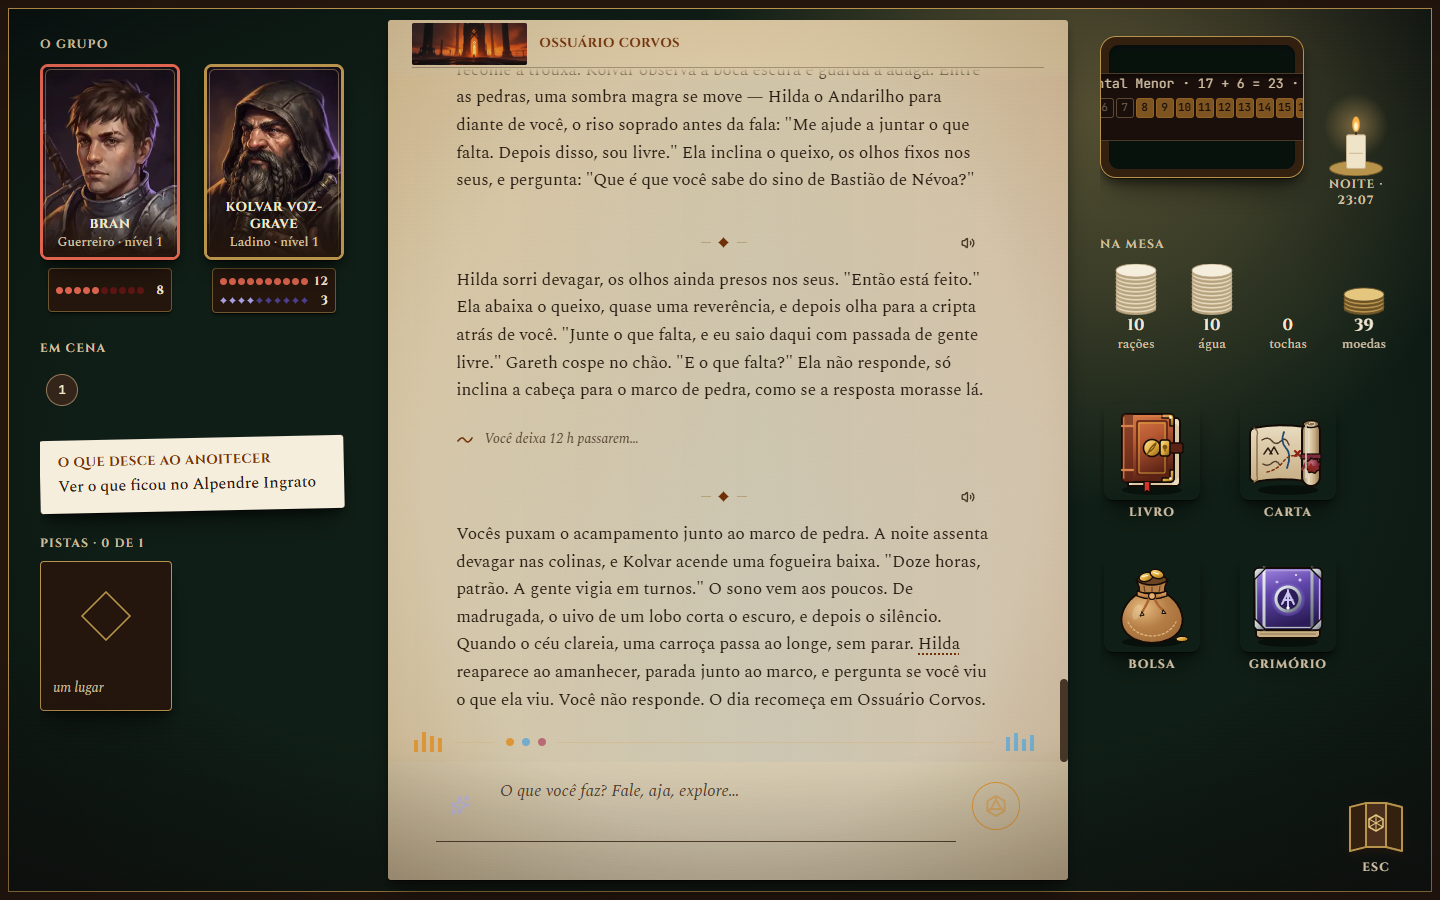 O GRUPO
BRAN
Guerreiro · nível 1
8
KOLVAR VOZ-
GRAVE
Ladino · nível 1
12
3
EM CENA
1
O QUE DESCE AO ANOITECER
Ver o que ficou no Alpendre Ingrato
PISTAS · 0 DE 1
um lugar
OSSUÁRIO CORVOS
recolhe a trouxa. Kolvar observa a boca escura e guarda a adaga. Entre
as pedras, uma sombra magra se move — Hilda o Andarilho para
diante de você, o riso soprado antes da fala: "Me ajude a juntar o que
falta. Depois disso, sou livre." Ela inclina o queixo, os olhos fixos nos
seus, e pergunta: "Que é que você sabe do sino de Bastião de Névoa?"
Hilda sorri devagar, os olhos ainda presos nos seus. "Então está feito."
Ela abaixa o queixo, quase uma reverência, e depois olha para a cripta
atrás de você. "Junte o que falta, e eu saio daqui com passada de gente
livre." Gareth cospe no chão. "E o que falta?" Ela não responde, só
inclina a cabeça para o marco de pedra, como se a resposta morasse lá.
Você deixa 12 h passarem...
Vocês puxam o acampamento junto ao marco de pedra. A noite assenta
devagar nas colinas, e Kolvar acende uma fogueira baixa. "Doze horas,
patrão. A gente vigia em turnos." O sono vem aos poucos. De
madrugada, o uivo de um lobo corta o escuro, e depois o silêncio.
Quando o céu clareia, uma carroça passa ao longe, sem parar. Hilda
reaparece ao amanhecer, parada junto ao marco, e pergunta se você viu
o que ela viu. Você não responde. O dia recomeça em Ossuário Corvos.
O que você faz? Fale, aja, explore...
ntal Menor · 17 + 6 = 23 ·
6 7 8 9 10 11 12 13 14 15 1
NOITE ·
23:07
NA MESA
10
rações
10
água
0
tochas
39
moedas
LIVRO
CARTA
BOLSA
GRIMÓRIO
ESC